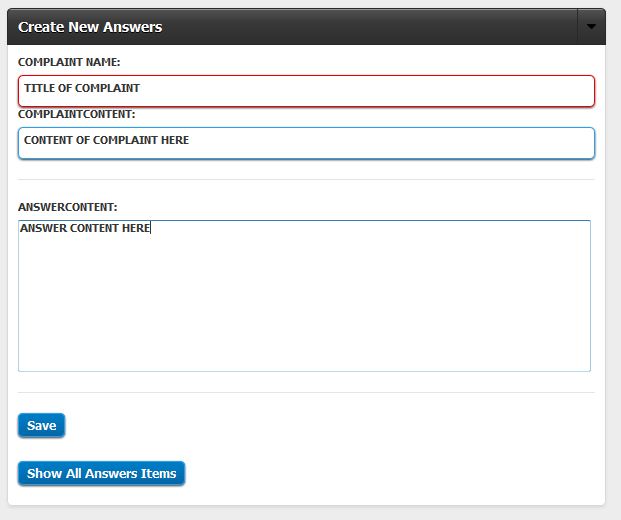 Create New Answers
COMPLAINT NAME:
TITLE OF COMPLAINT
COMPLAINTCONTENT:
CONTENT OF COMPLAINT HERE
ANSWERCONTENT:
ANSWER CONTENT HERE
Save
Show All Answers Items